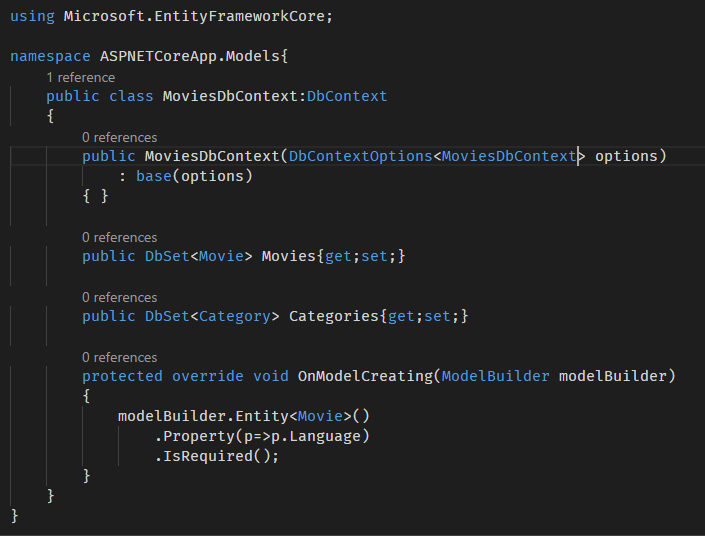 using Microsoft.EntityFrameworkCore;
namespace ASPNETCoreApp.Models{
1 reference
public class MoviesDbContext:DbContext
{
0 references
public MoviesDbContext(DbContextOptions<MoviesDbContext> options)
: base(options)
{ }
0 references
public DbSet<Movie> Movies{get;set;}
0 references
public DbSet<Category> Categories{get;set;}
0 references
protected override void OnModelCreating(ModelBuilder modelBuilder)
{
modelBuilder.Entity<Movie>()
.Property(p=>p.Language)
.IsRequired();
}
}
}